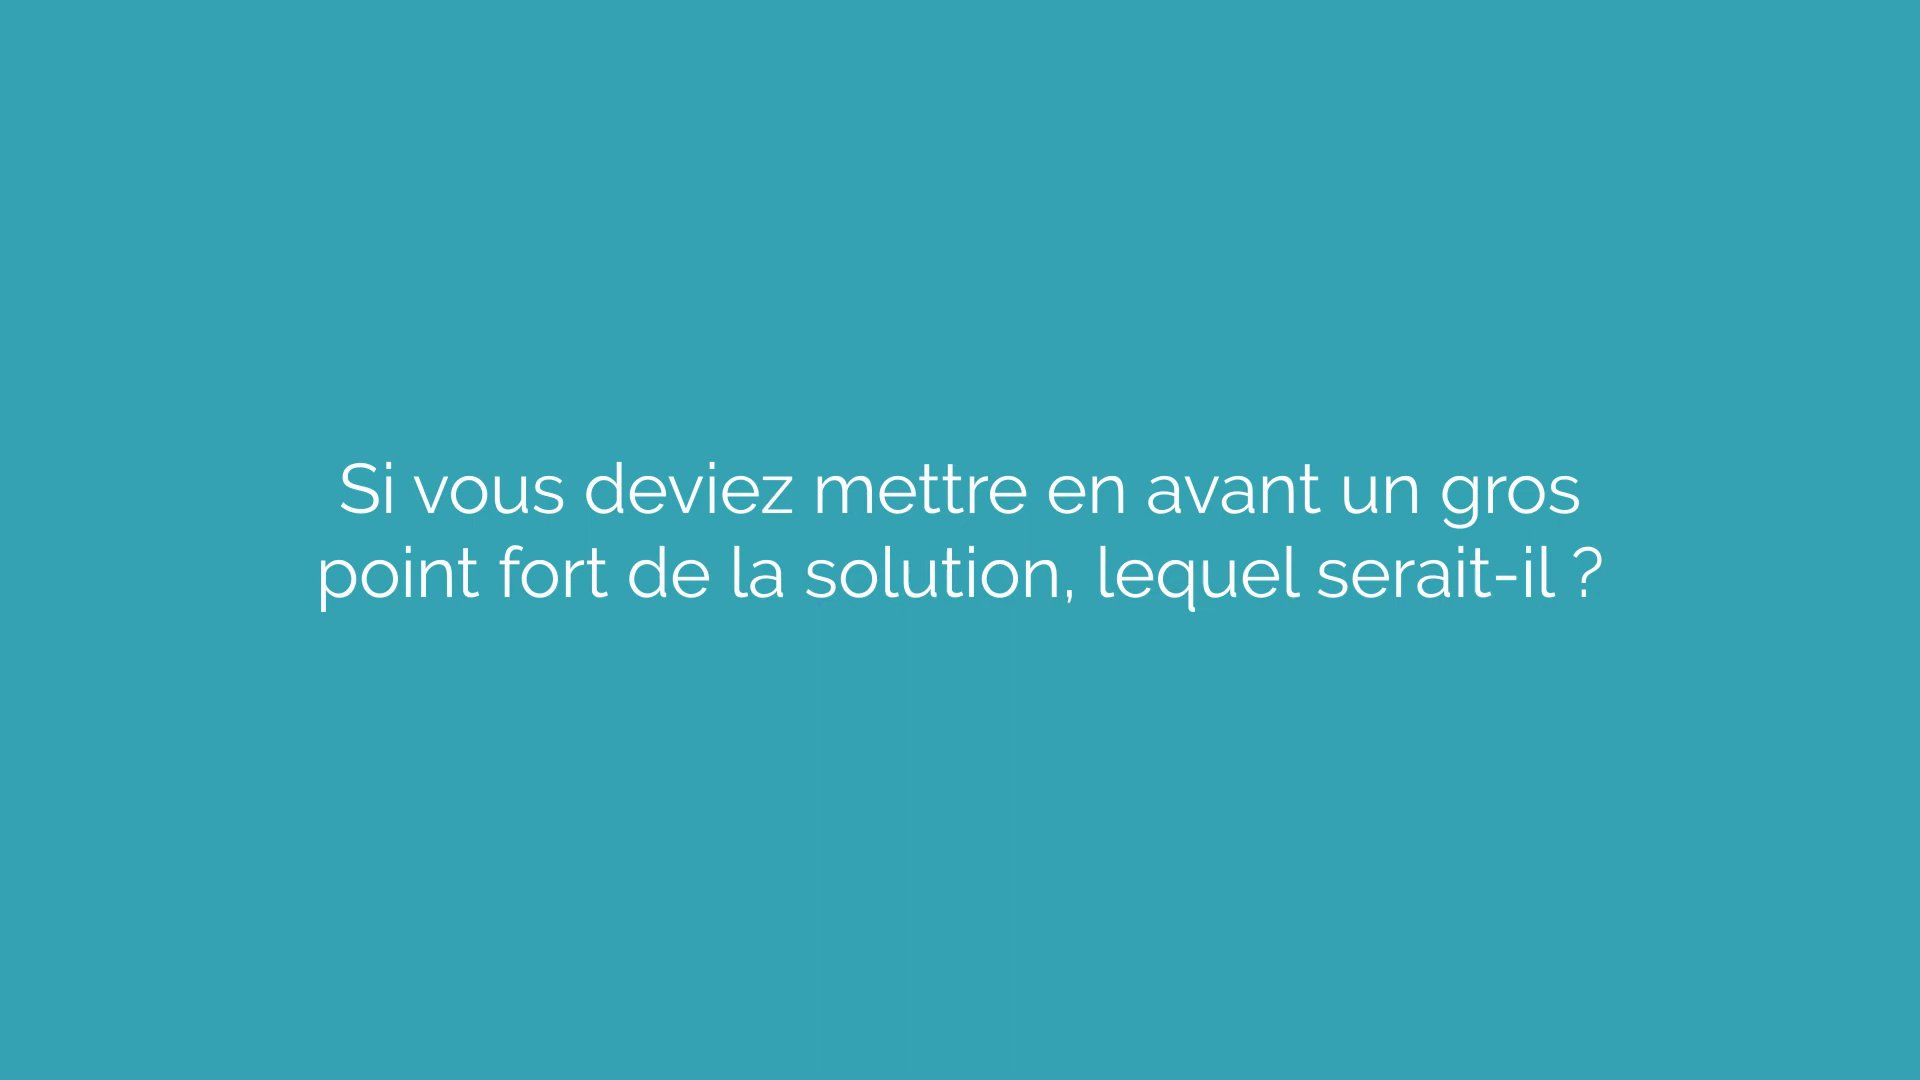 Si vous deviez mettre en avant un gros
point fort de la solution, lequel serait-il ?